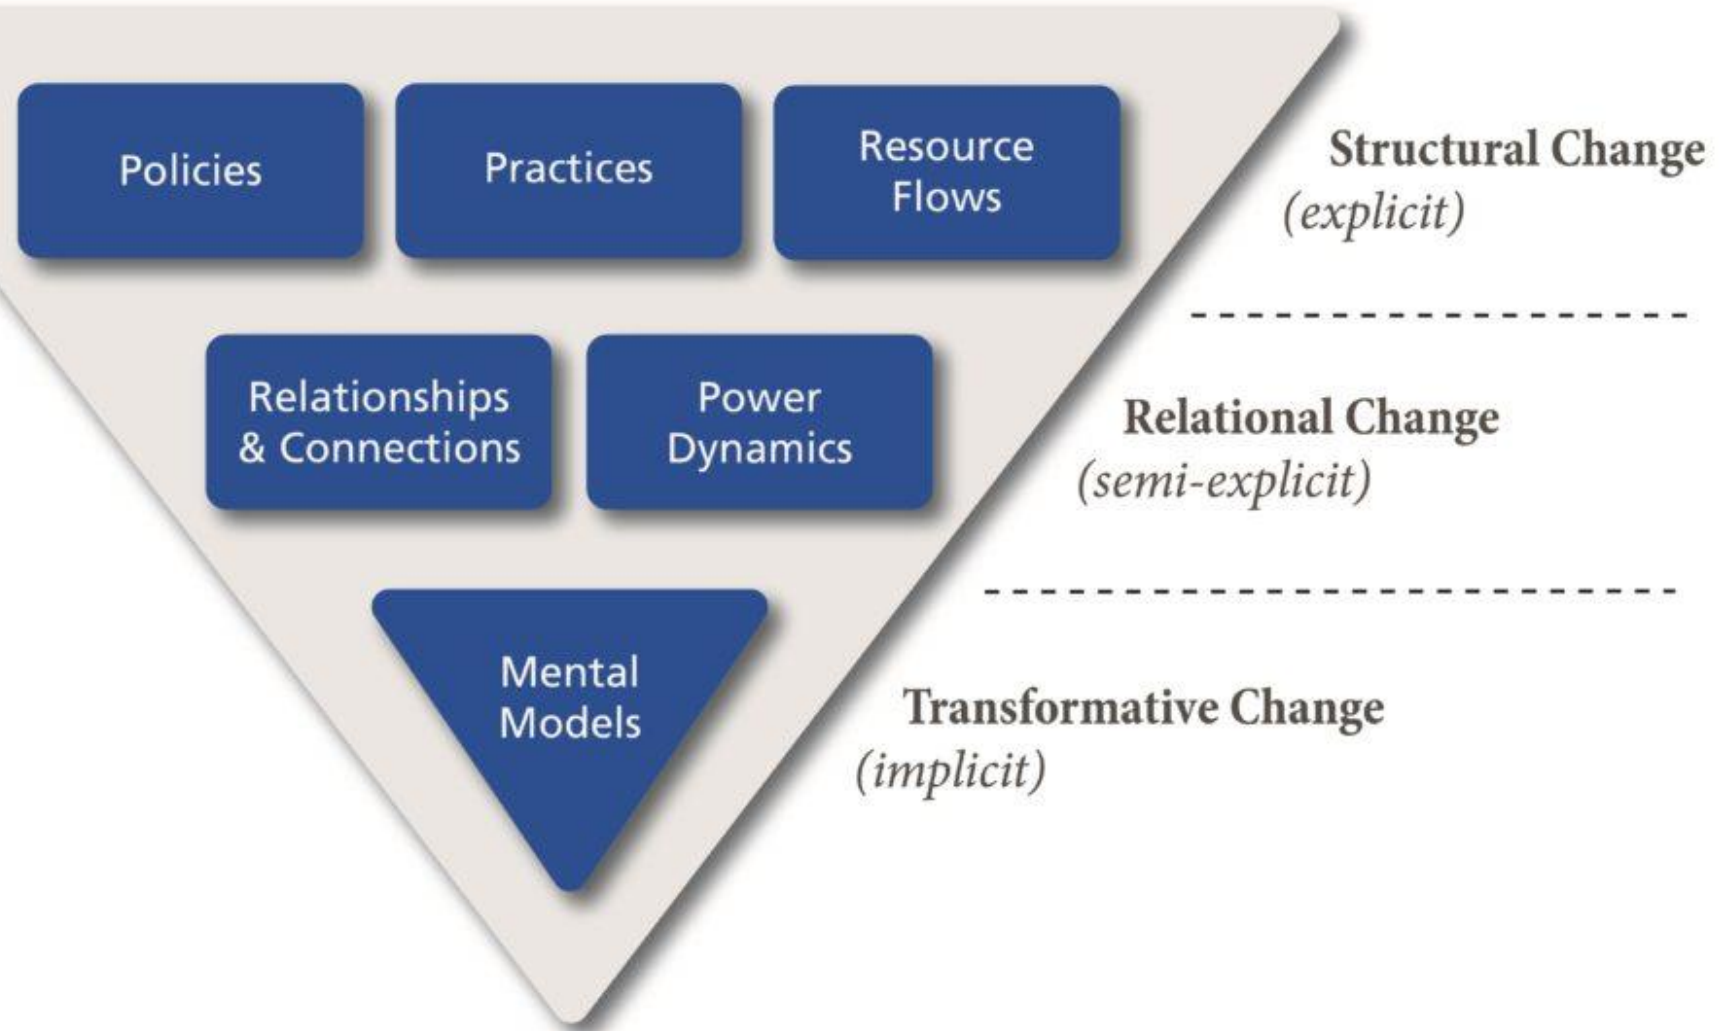 Policies
Practices
Resource
Flows
Structural Change
(explicit)
Relationships
& Connections
Power
Dynamics
Relational Change
(semi-explicit)
Mental
Models
Transformative Change
(implicit)